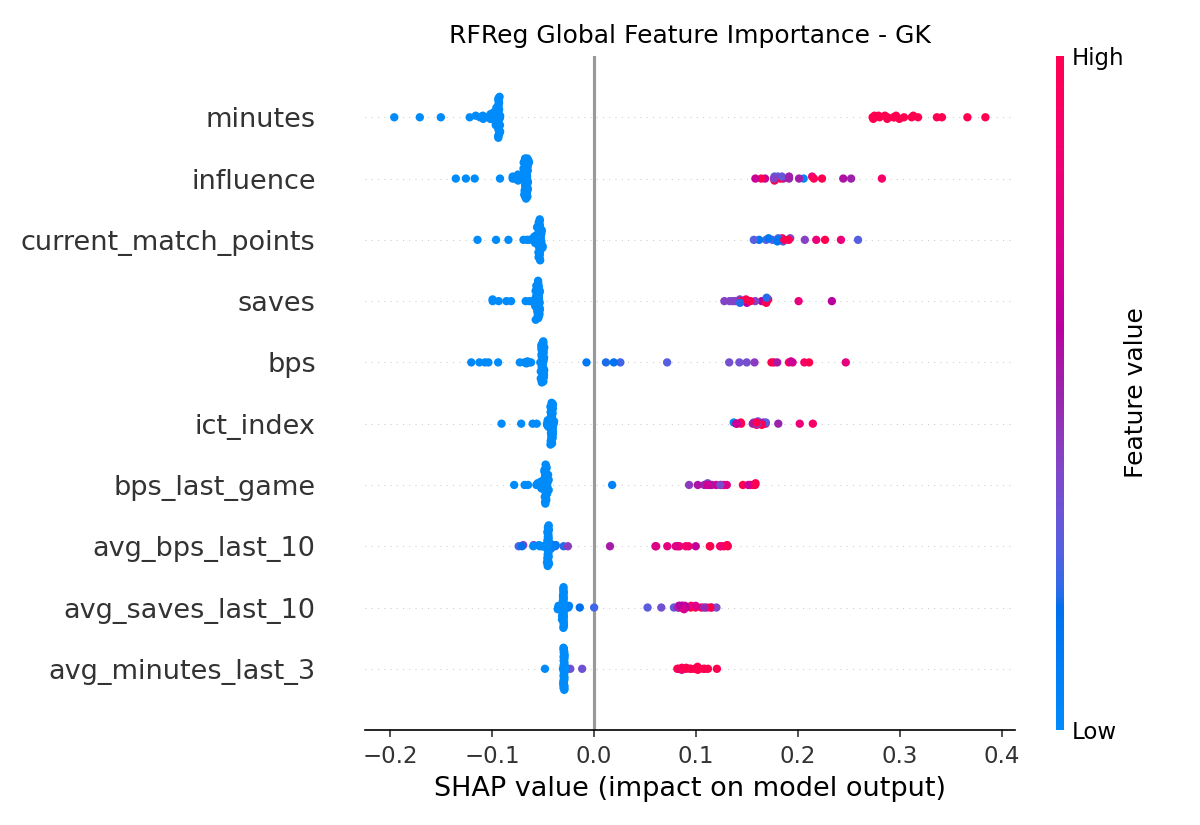 RFReg Global Feature Importance - GK
High
minutes
influence
current_match_points
saves
bps
ict_index
bps_last_game
avg_bps_last_10
avg_saves_last_10
avg_minutes_last_3
Feature value
Low
−0.2 −0.1 0.0 0.1 0.2 0.3 0.4
SHAP value (impact on model output)